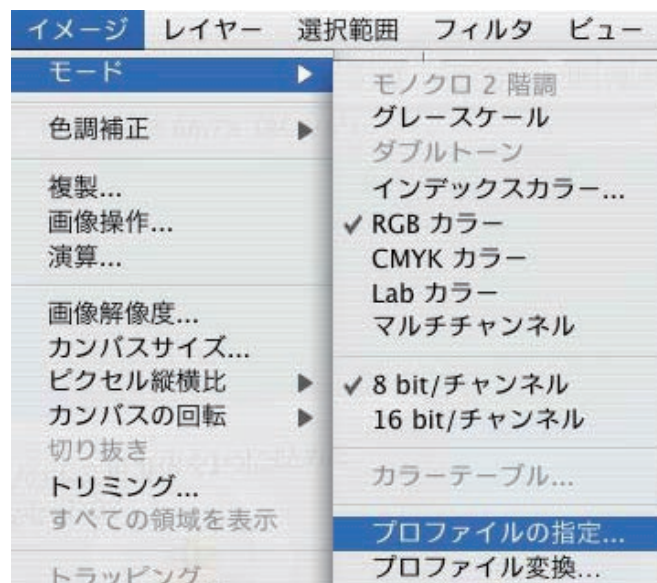 イメージ レイヤー 選択範囲 フィルタ ビュー
モード
色調補正
複製...
画像操作...
演算...
画像解像度...
カンバスサイズ...
ピクセル縦横比
カンバスの回転
切り抜き
トリミング...
すべての領域を表示
トラッピング...
モノクロ 2 階調
グレースケール
ダブルトーン
インデックスカラー...
✓ RGB カラー
CMYK カラー
Lab カラー
マルチチャンネル
✓ 8 bit/チャンネル
16 bit/チャンネル
カラーテーブル...
プロファイルの指定...
プロファイル変換...